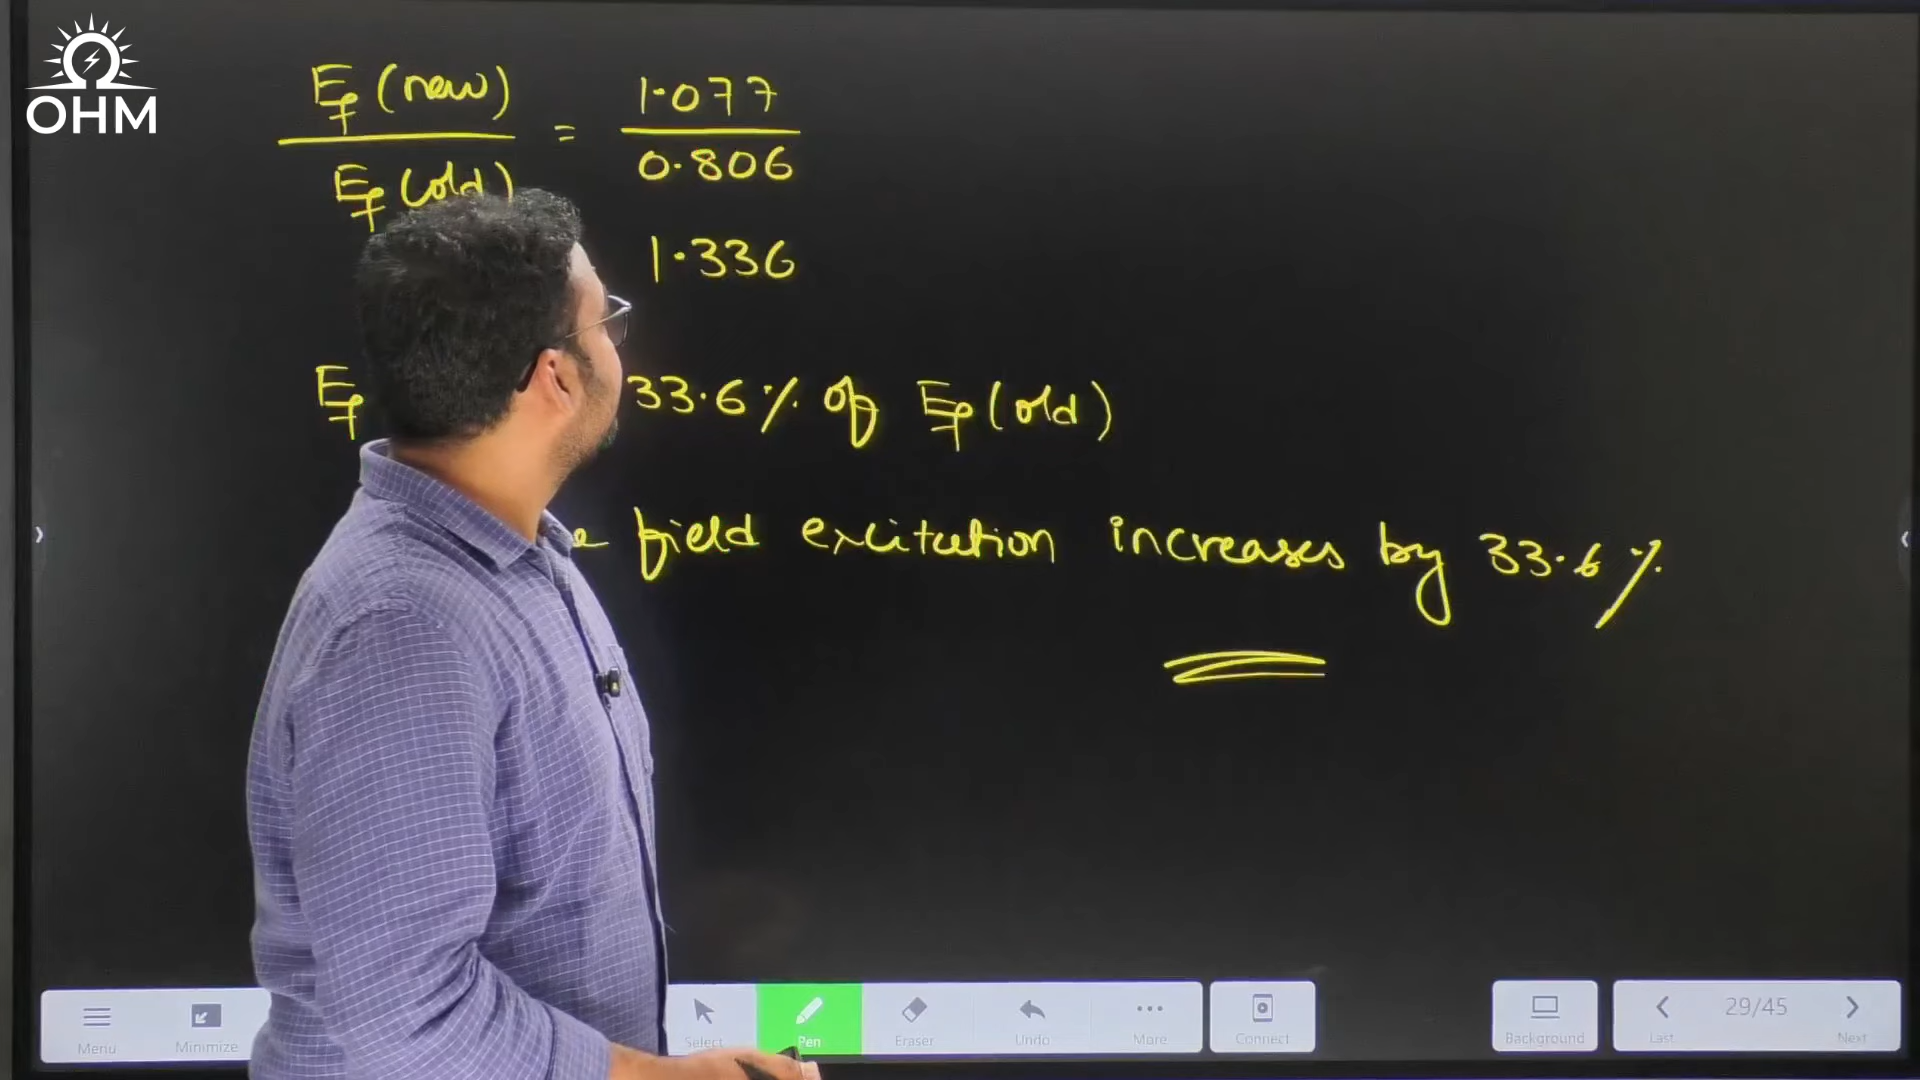 OHM
Ef (new) / Ef (old) = 1.077 / 0.806
1.336
Ef 33.6 % of Ef (old)
field excitation increases by 33.6 %
Menu Minimize Select Pen Eraser Undo More Connect Background Last 29/45 Next